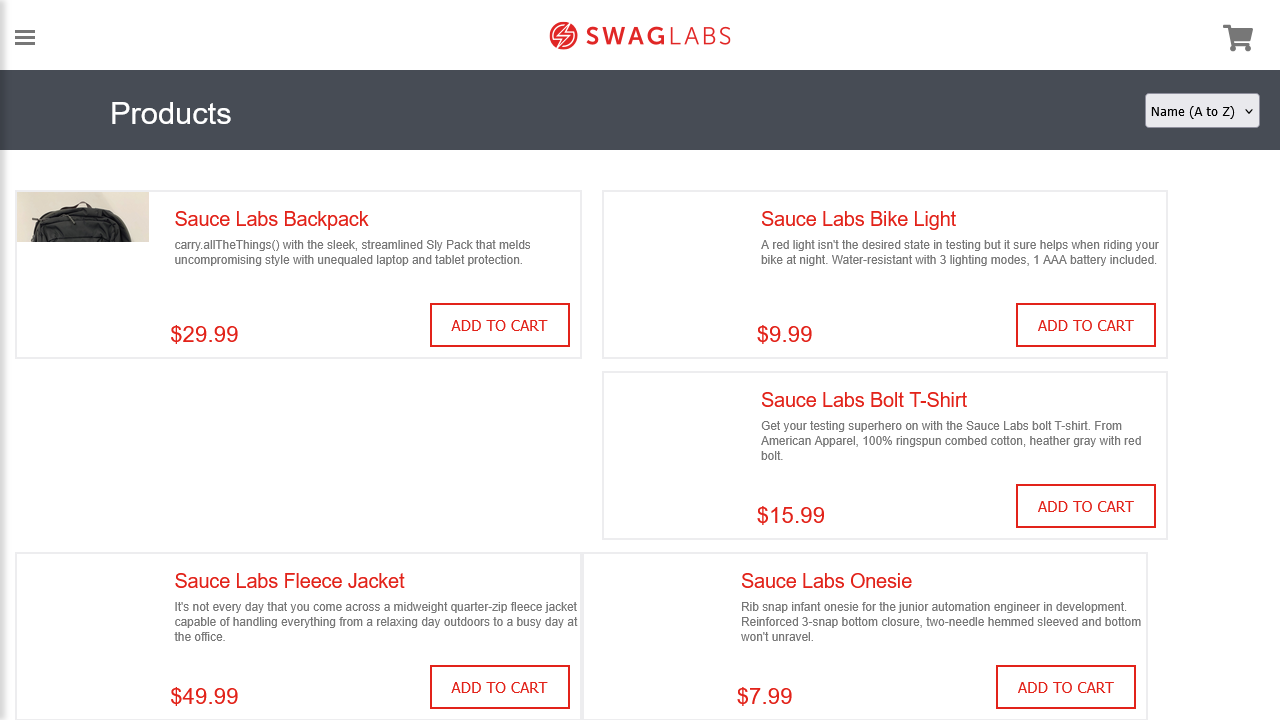 SWAGLABS
Products
Name (A to Z)
Sauce Labs Backpack
carry.allTheThings() with the sleek, streamlined Sly Pack that melds
uncompromising style with unequaled laptop and tablet protection.
$29.99
ADD TO CART
Sauce Labs Bike Light
A red light isn't the desired state in testing but it sure helps when riding your
bike at night. Water-resistant with 3 lighting modes, 1 AAA battery included.
$9.99
ADD TO CART
Sauce Labs Bolt T-Shirt
Get your testing superhero on with the Sauce Labs bolt T-shirt. From
American Apparel, 100% ringspun combed cotton, heather gray with red
bolt.
$15.99
ADD TO CART
Sauce Labs Fleece Jacket
It's not every day that you come across a midweight quarter-zip fleece jacket
capable of handling everything from a relaxing day outdoors to a busy day at
the office.
$49.99
ADD TO CART
Sauce Labs Onesie
Rib snap infant onesie for the junior automation engineer in development.
Reinforced 3-snap bottom closure, two-needle hemmed sleeved and bottom
won't unravel.
$7.99
ADD TO CART